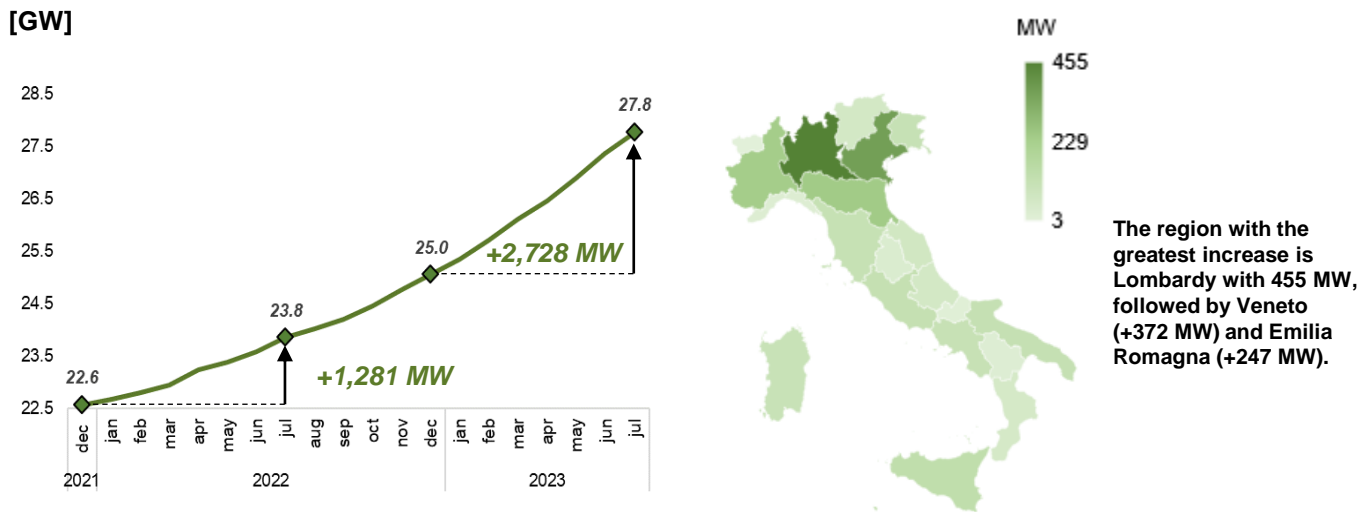 [GW]
28.5
27.5
26.5
25.5
24.5
23.5
22.5
22.6
23.8
25.0
27.8
+1,281 MW
+2,728 MW
dec
jan
feb
mar
apr
may
jun
jul
aug
sep
oct
nov
dec
jan
feb
mar
apr
may
jun
jul
2021
2022
2023
MW
455
229
3
The region with the
greatest increase is
Lombardy with 455 MW,
followed by Veneto
(+372 MW) and Emilia
Romagna (+247 MW).